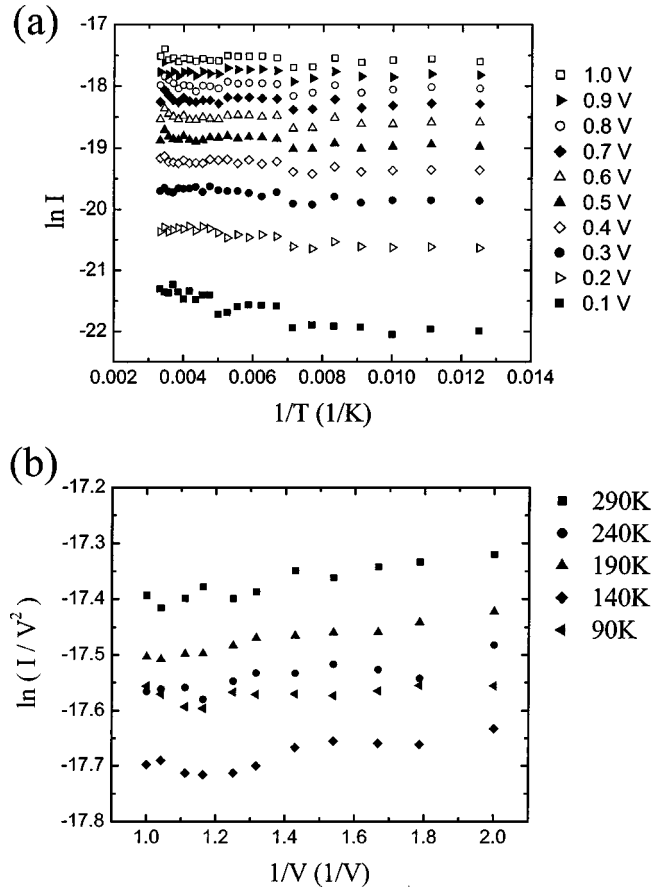 (a)
-17
-18
-19
-20
-21
-22
ln I
0.002 0.004 0.006 0.008 0.010 0.012 0.014
1/T (1/K)
1.0 V
0.9 V
0.8 V
0.7 V
0.6 V
0.5 V
0.4 V
0.3 V
0.2 V
0.1 V
(b)
-17.2
-17.3
-17.4
-17.5
-17.6
-17.7
-17.8
ln ( I / V²)
1.0 1.2 1.4 1.6 1.8 2.0
1/V (1/V)
290K
240K
190K
140K
90K